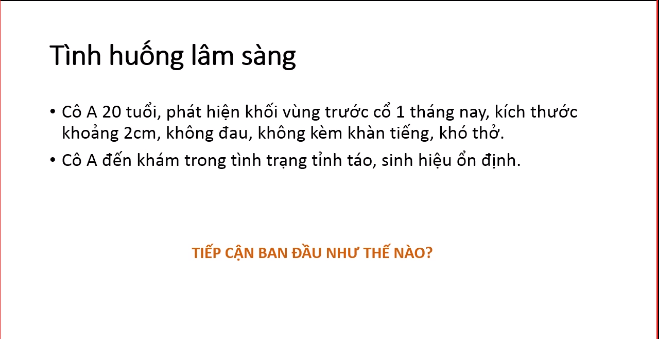 Tình huống lâm sàng
• Cô A 20 tuổi, phát hiện khối vùng trước cổ 1 tháng nay, kích thước
khoảng 2cm, không đau, không kèm khàn tiếng, khó thở.
• Cô A đến khám trong tình trạng tỉnh táo, sinh hiệu ổn định.
TIẾP CẬN BAN ĐẦU NHƯ THẾ NÀO?